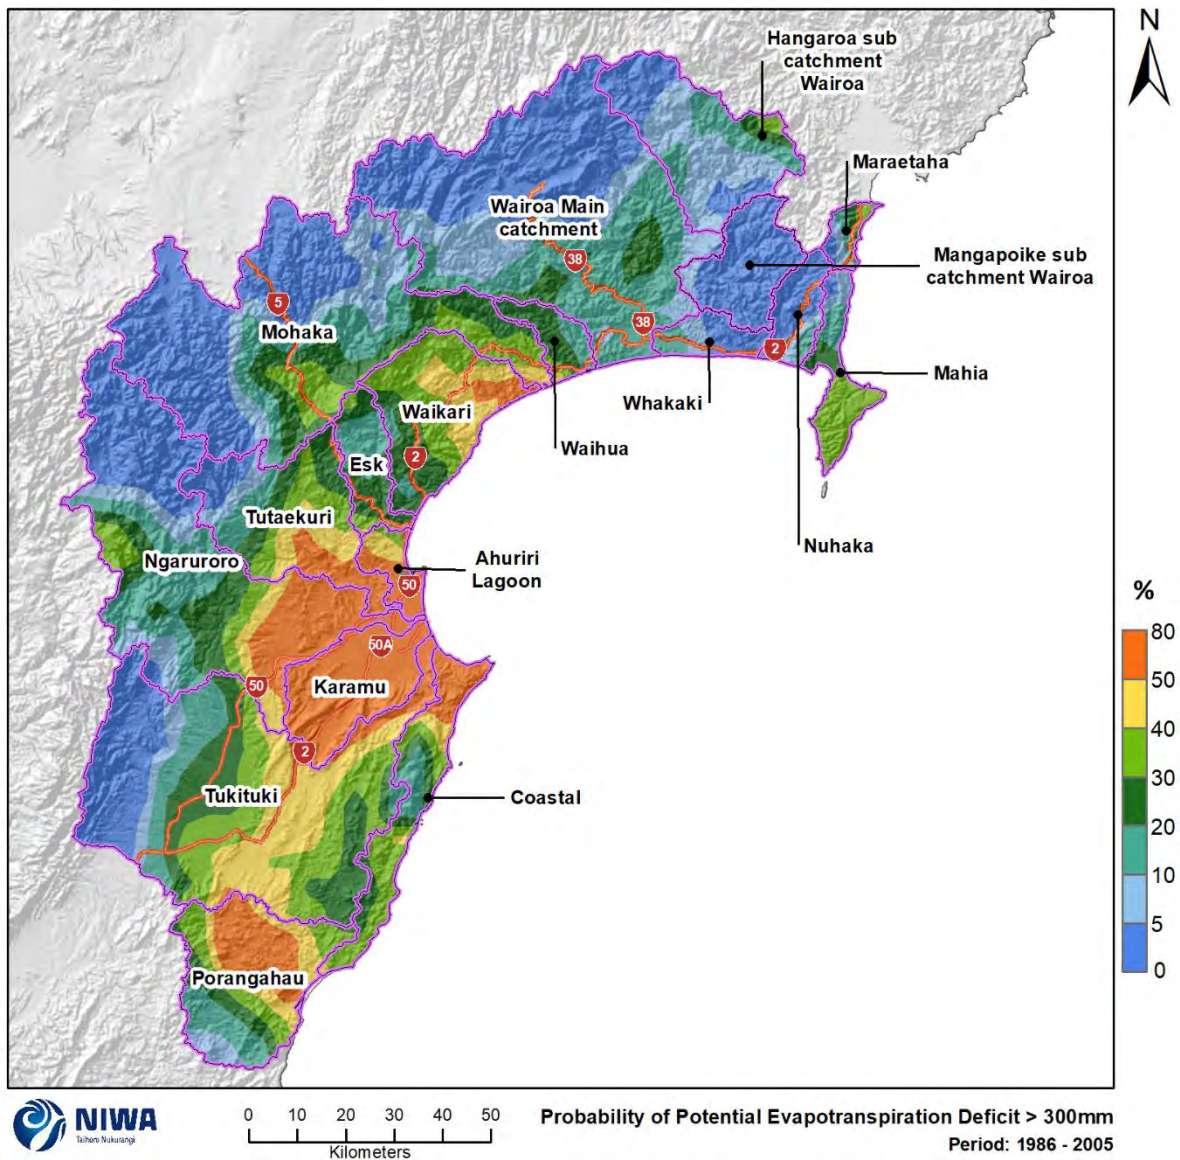 N
Hangaroa sub
catchment
Wairoa
Maraetaha
Wairoa Main
catchment
38
Mangapoike sub
catchment Wairoa
5
Mohaka
38
2
Mahia
Whakaki
Waikari
Waihua
2
Esk
Nuhaka
Tutaekuri
Ngaruroro
Ahuriri
Lagoon
50
%
80
50
40
30
20
10
5
0
50A
50
Karamu
2
Tukituki
Coastal
Porangahau
NIWA
Taihoro Nukurangi
0 10 20 30 40 50
Kilometers
Probability of Potential Evapotranspiration Deficit > 300mm
Period: 1986 - 2005